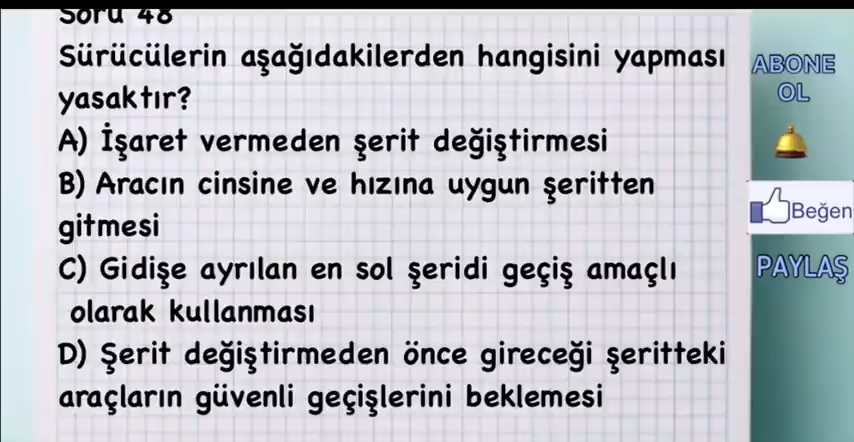 Soru 48
Sürücülerin aşağıdakilerden hangisini yapması
yasaktır?
A) İşaret vermeden şerit değiştirmesi
B) Aracın cinsine ve hızına uygun şeritten
gitmesi
C) Gidişe ayrılan en sol şeridi geçiş amaçlı
olarak kullanması
D) Şerit değiştirmeden önce gireceği şeritteki
araçların güvenli geçişlerini beklemesi
ABONE
OL
Beğen
PAYLAŞ